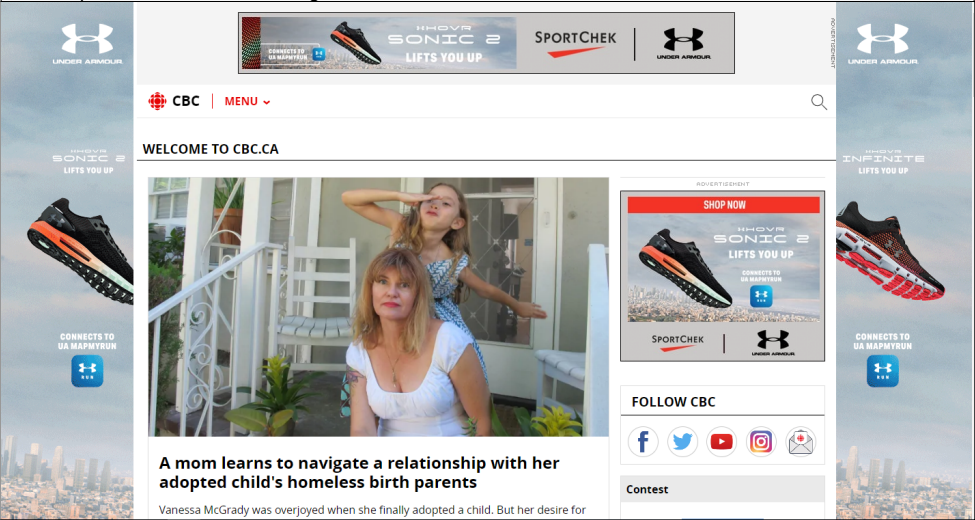 UNDER ARMOUR.
HOVR
SONIC 2
LIFTS YOU UP
CONNECTS TO
UA MAPMYRUN
RUN
CONNECTS TO
UA MAPMYRUN
HOVR
SONIC 2
LIFTS YOU UP
SPORTCHEK
UNDER ARMOUR.
ADVERTISEMENT
CBC
MENU
WELCOME TO CBC.CA
A mom learns to navigate a relationship with her
adopted child's homeless birth parents
Vanessa McGrady was overjoyed when she finally adopted a child. But her desire for
ADVERTISEMENT
SHOP NOW
HOVR
SONIC 2
LIFTS YOU UP
CONNECTS TO
UA MAPMYRUN
SPORTCHEK
UNDER ARMOUR.
FOLLOW CBC
Contest
UNDER ARMOUR.
HOVR
INFINITE
LIFTS YOU UP
CONNECTS TO
UA MAPMYRUN
RUN